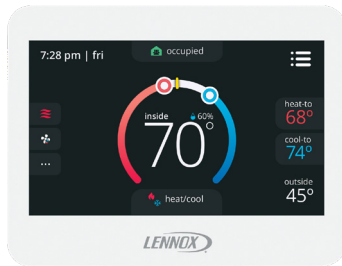 7:28 pm | fri
occupied
inside
60%
70°
heat-to
68°
cool-to
74°
outside
45°
heat/cool
LENNOX